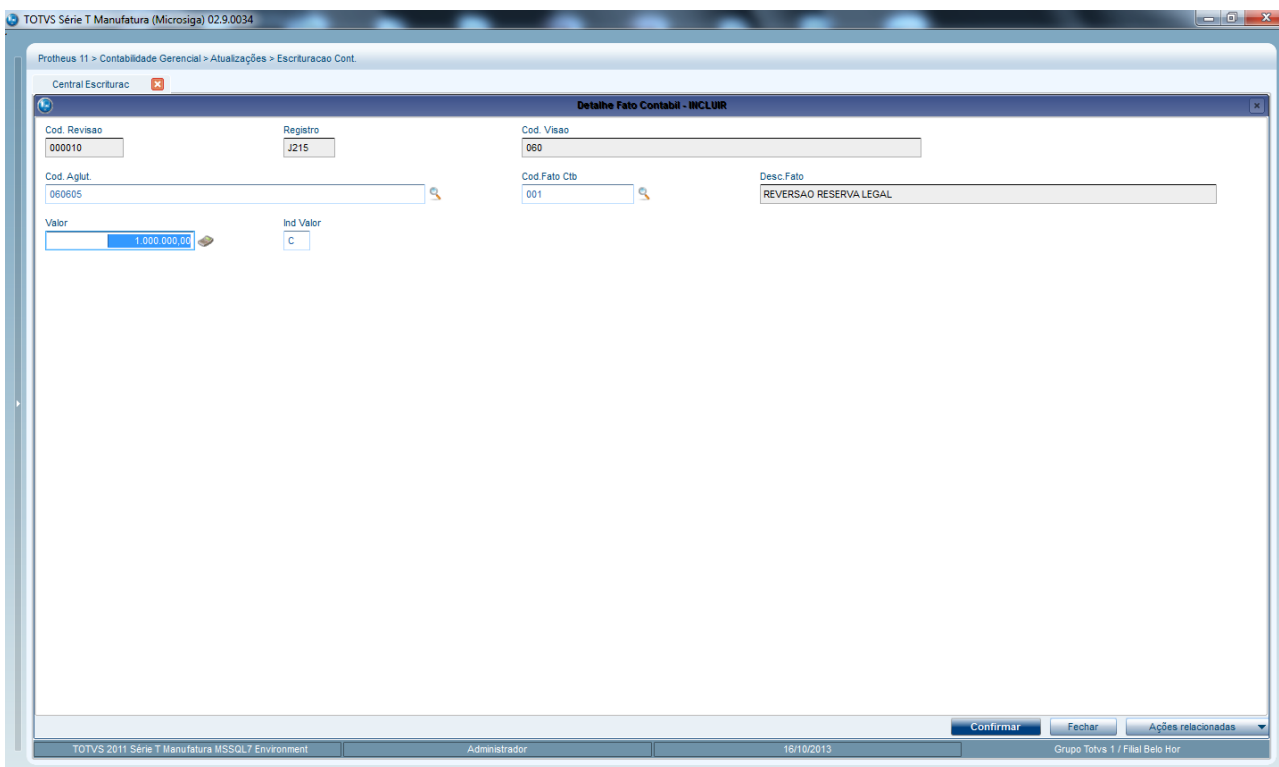 TOTVS Série T Manufatura (Microsiga) 02.9.0034
Protheus 11 > Contabilidade Gerencial > Atualizações > Escrituracao Cont.
Central Escriturac
Detalhe Fato Contabil - INCLUIR
Cod. Revisao Registro Cod. Visao
000010 J215 060
Cod. Aglut. Cod.Fato Ctb Desc.Fato
060605 001 REVERSAO RESERVA LEGAL
Valor Ind Valor
1.000.000,00 C
Confirmar Fechar Ações relacionadas
TOTVS 2011 Série T Manufatura MSSQL7 Environment Administrador 16/10/2013 Grupo Totvs 1 / Filial Belo Hor